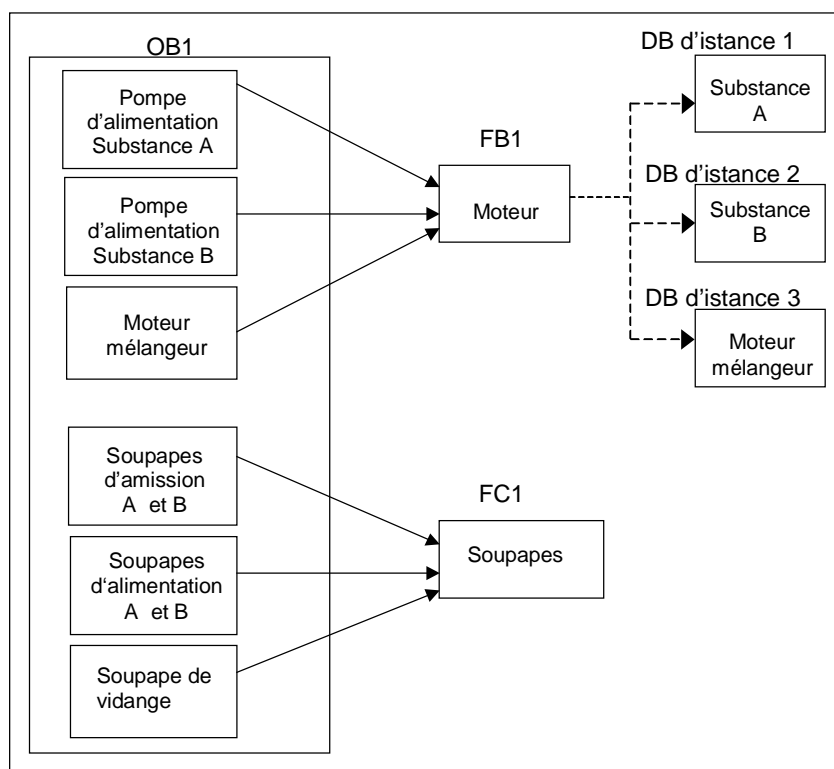 OB1
Pompe
d'alimentation
Substance A
Pompe
d'alimentation
Substance B
Moteur
mélangeur
Soupapes
d'amission
A et B
Soupapes
d‘alimentation
A et B
Soupape de
vidange
FB1
Moteur
FC1
Soupapes
DB d'istance 1
Substance
A
DB d'istance 2
Substance
B
DB d'istance 3
Moteur
mélangeur